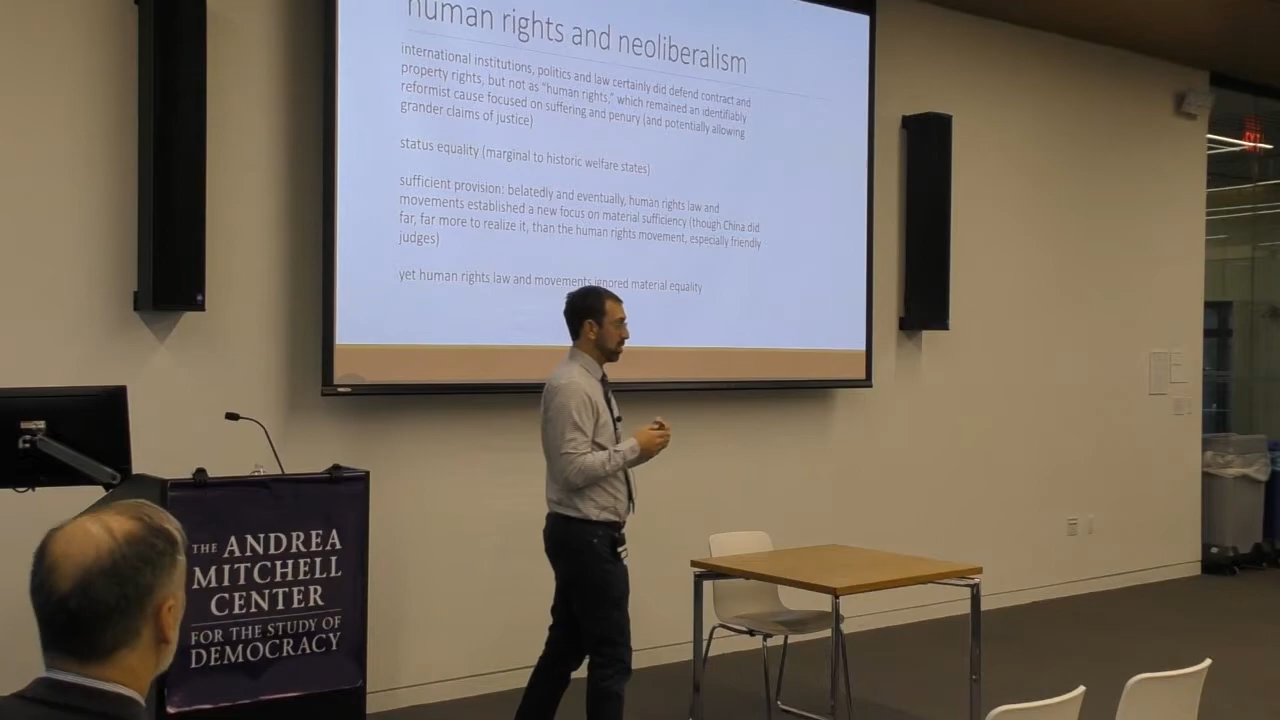 human rights and neoliberalism
international institutions, politics and law certainly did defend contract and
property rights, but not as "human rights," which remained an identifiably
reformist cause focused on suffering and penury (and potentially allowing
grander claims of justice)
status equality (marginal to historic welfare states)
sufficient provision: belatedly and eventually, human rights law and
movements established a new focus on material sufficiency (though China did
far, far more to realize it, than the human rights movement, especially friendly
judges)
yet human rights law and movements ignored material equality
THE ANDREA
MITCHELL
CENTER
FOR THE STUDY OF
DEMOCRACY
EXIT